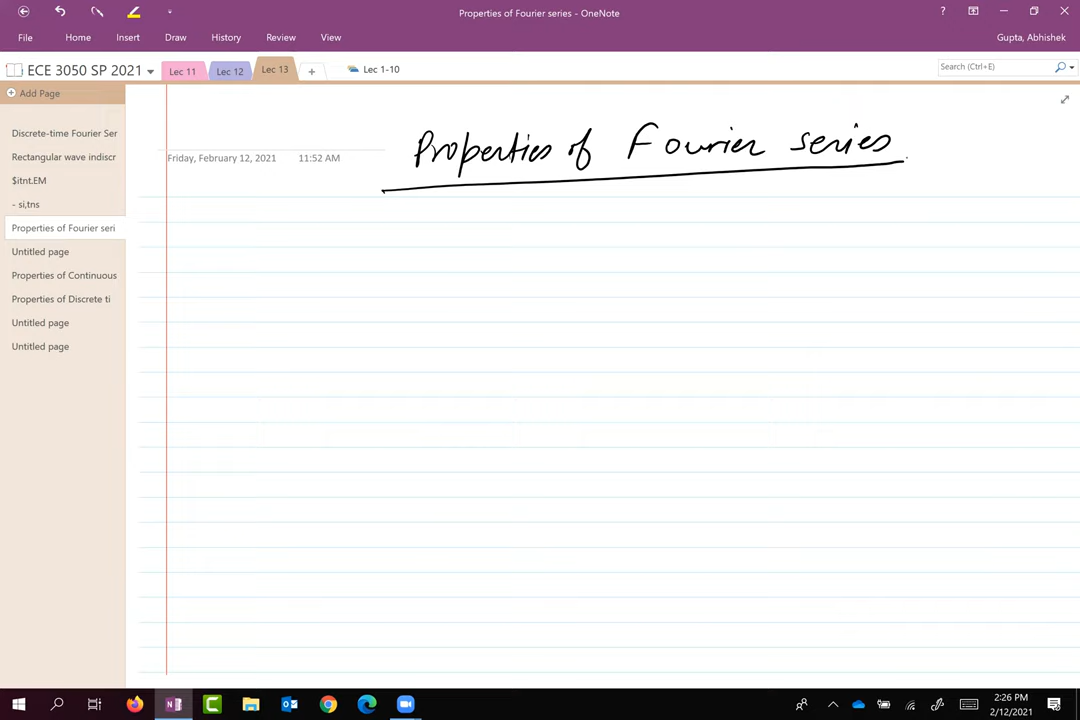 Properties of Fourier series - OneNote
?
File Home Insert Draw History Review View
Gupta, Abhishek
ECE 3050 SP 2021 Lec 11 Lec 12 Lec 13 + Lec 1-10
Search (Ctrl+E)
Add Page
Discrete-time Fourier Ser
Rectangular wave indiscr
$itnt.EM
- si,tns
Properties of Fourier seri
Untitled page
Properties of Continuous
Properties of Discrete ti
Untitled page
Untitled page
Properties of Fourier series
Friday, February 12, 2021 11:52 AM
2:26 PM
2/12/2021